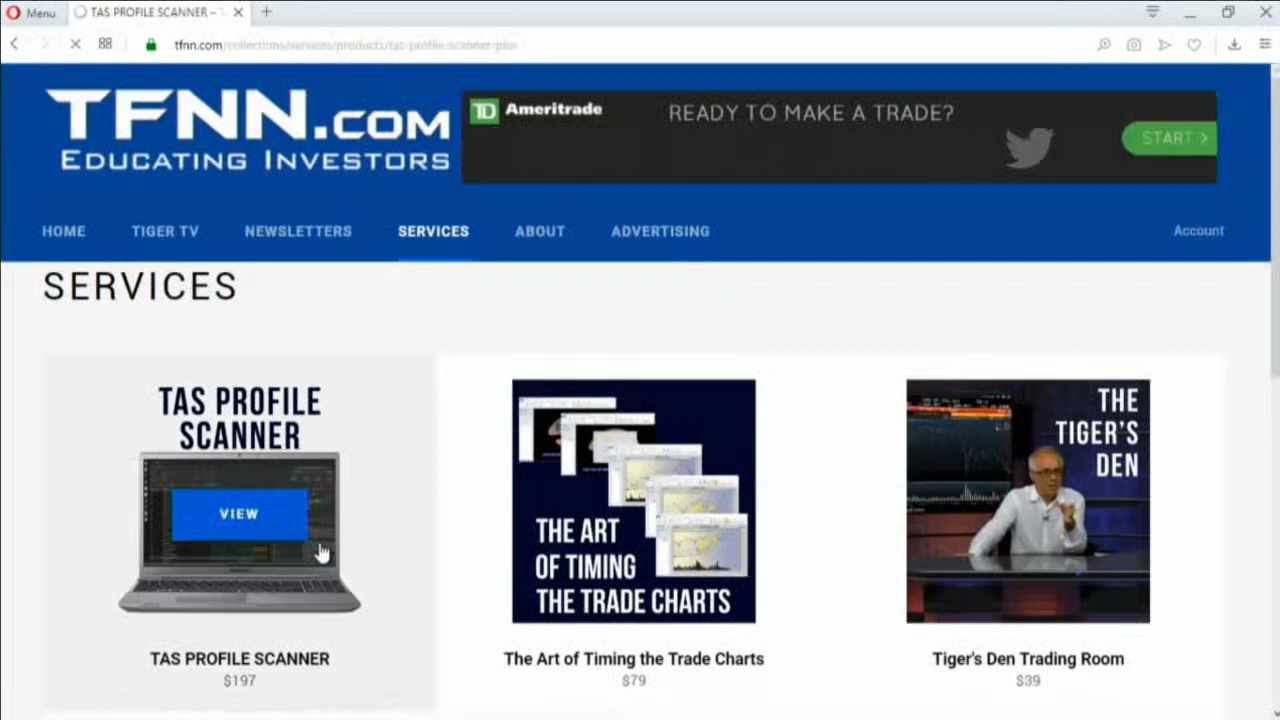 Menu
TAS PROFILE SCANNER –
tfnn.com/collections/services/products/tas-profile-scanner-plus
TFNN.COM
EDUCATING INVESTORS
TD Ameritrade
READY TO MAKE A TRADE?
START >
HOME TIGER TV NEWSLETTERS SERVICES ABOUT ADVERTISING Account
SERVICES
TAS PROFILE
SCANNER
VIEW
TAS PROFILE SCANNER
$197
THE ART
OF TIMING
THE TRADE CHARTS
The Art of Timing the Trade Charts
$79
THE
TIGER'S
DEN
Tiger's Den Trading Room
$39